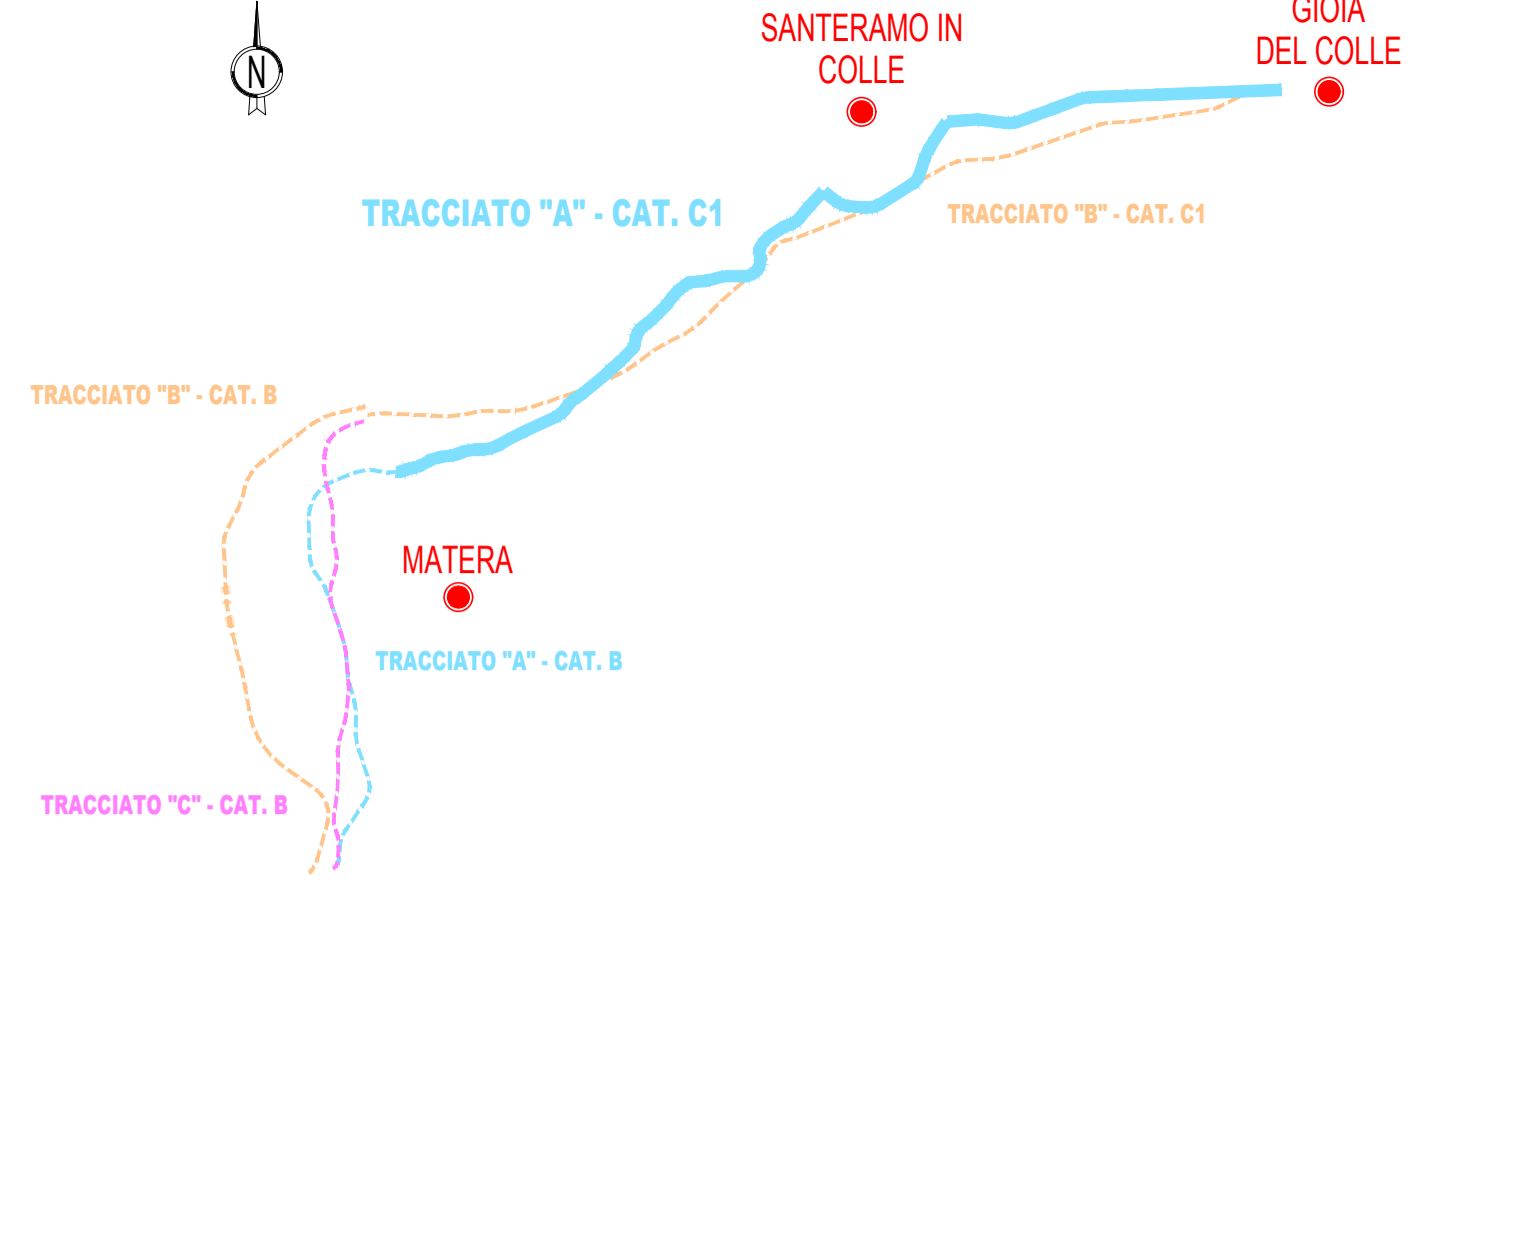 GIOIA
DEL COLLE
SANTERAMO IN
COLLE
N
TRACCIATO "A" - CAT. C1
TRACCIATO "B" - CAT. C1
TRACCIATO "B" - CAT. B
MATERA
TRACCIATO "A" - CAT. B
TRACCIATO "C" - CAT. B